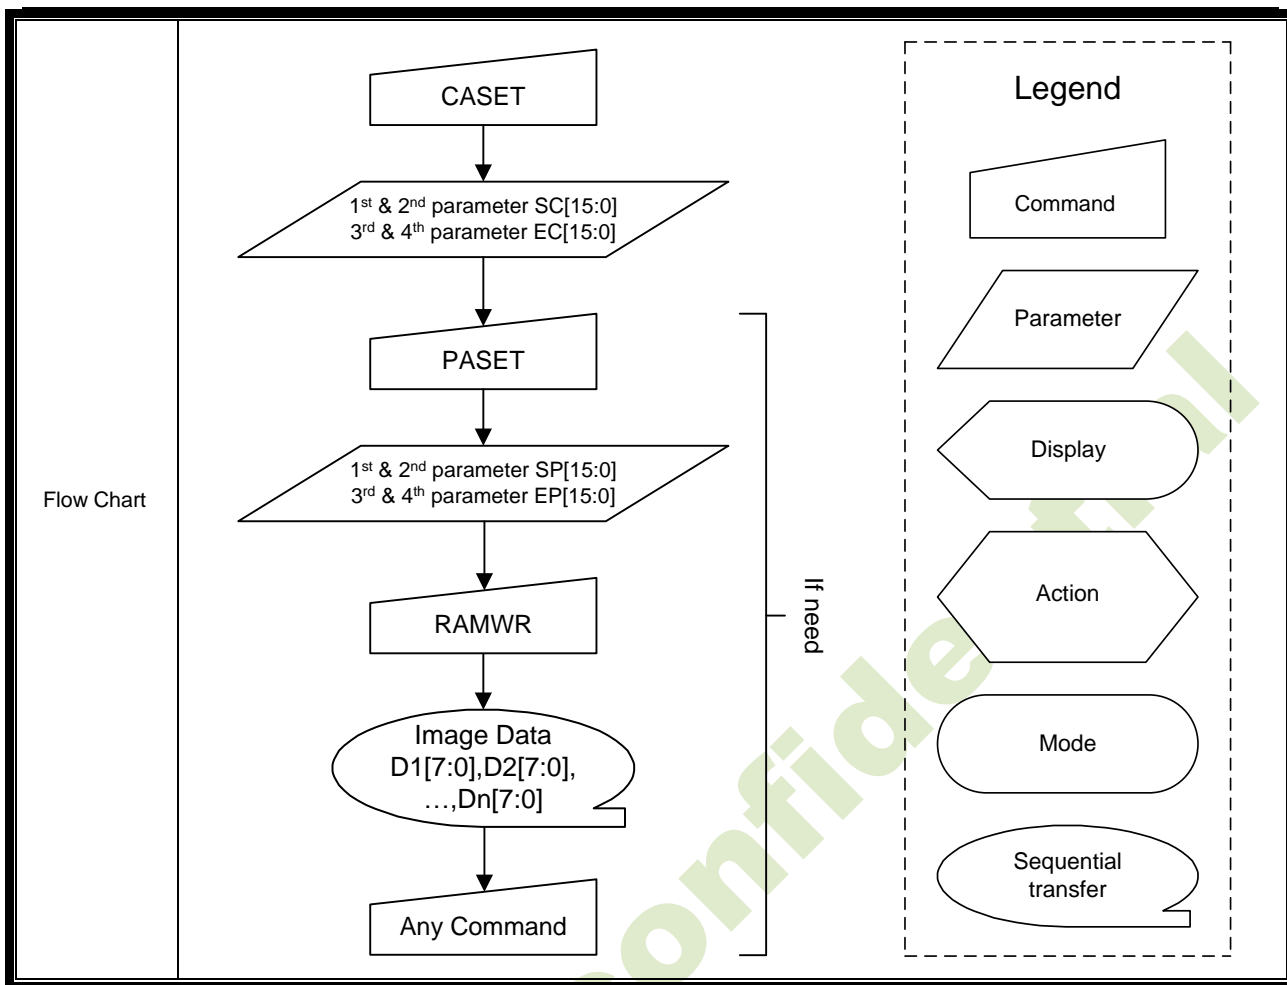 Flow Chart
CASET
1st & 2nd parameter SC[15:0]
3rd & 4th parameter EC[15:0]
PASET
1st & 2nd parameter SP[15:0]
3rd & 4th parameter EP[15:0]
RAMWR
Image Data
D1[7:0],D2[7:0],
…,Dn[7:0]
Any Command
If need
Legend
Command
Parameter
Display
Action
Mode
Sequential
transfer